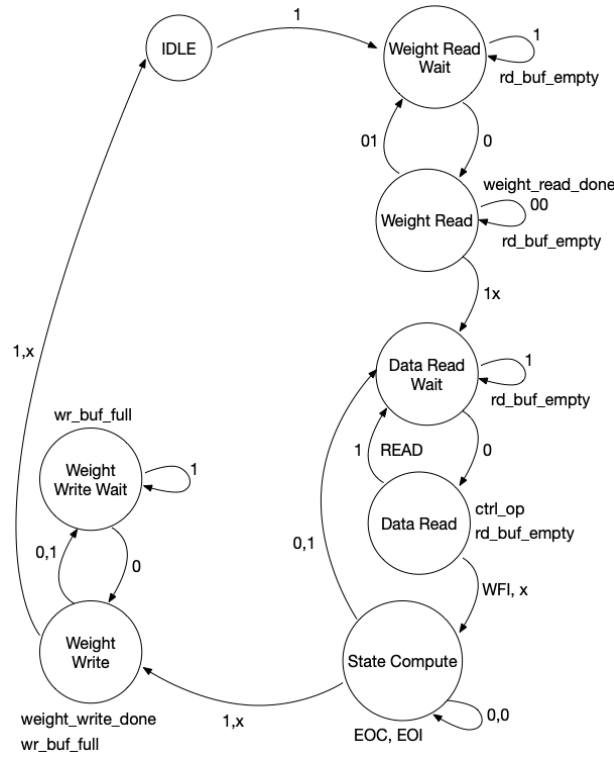 1
IDLE
Weight Read
Wait
1
rd_buf_empty
01
0
weight_read_done
00
Weight Read
rd_buf_empty
1x
1,x
Data Read
Wait
1
rd_buf_empty
wr_buf_full
1
READ
0
Weight
Write Wait
1
ctrl_op
Data Read
rd_buf_empty
0,1
0,1
0
WFI, x
Weight
Write
State Compute
weight_write_done
1,x
0,0
wr_buf_full
EOC, EOI